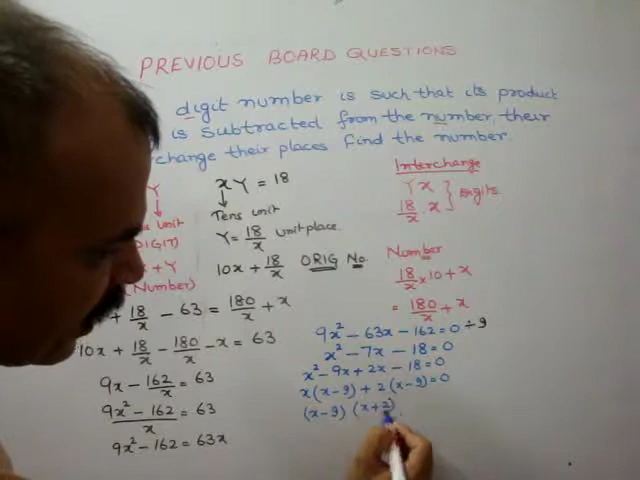 PREVIOUS BOARD QUESTIONS
digit number is such that its product
is subtracted from the number, their
change their places find the number.
Y
x Y = 18
Tens unit
Y = 18/x unit place
10x + 18/x ORIG No.
Interchange
Y x
18/x . x } Digits
Number
18/x × 10 + x
= 180/x + x
unit
DIGIT)
x + Y
(Number)
+ 18/x - 63 = 180/x + x
10x + 18/x - 180/x - x = 63
9x - 162/x = 63
9x² - 162/x = 63
9x² - 162 = 63x
9x² - 63x - 162 = 0 ÷ 9
x² - 7x - 18 = 0
x² - 9x + 2x - 18 = 0
x (x-9) + 2 (x-9) = 0
(x-9) (x+2)